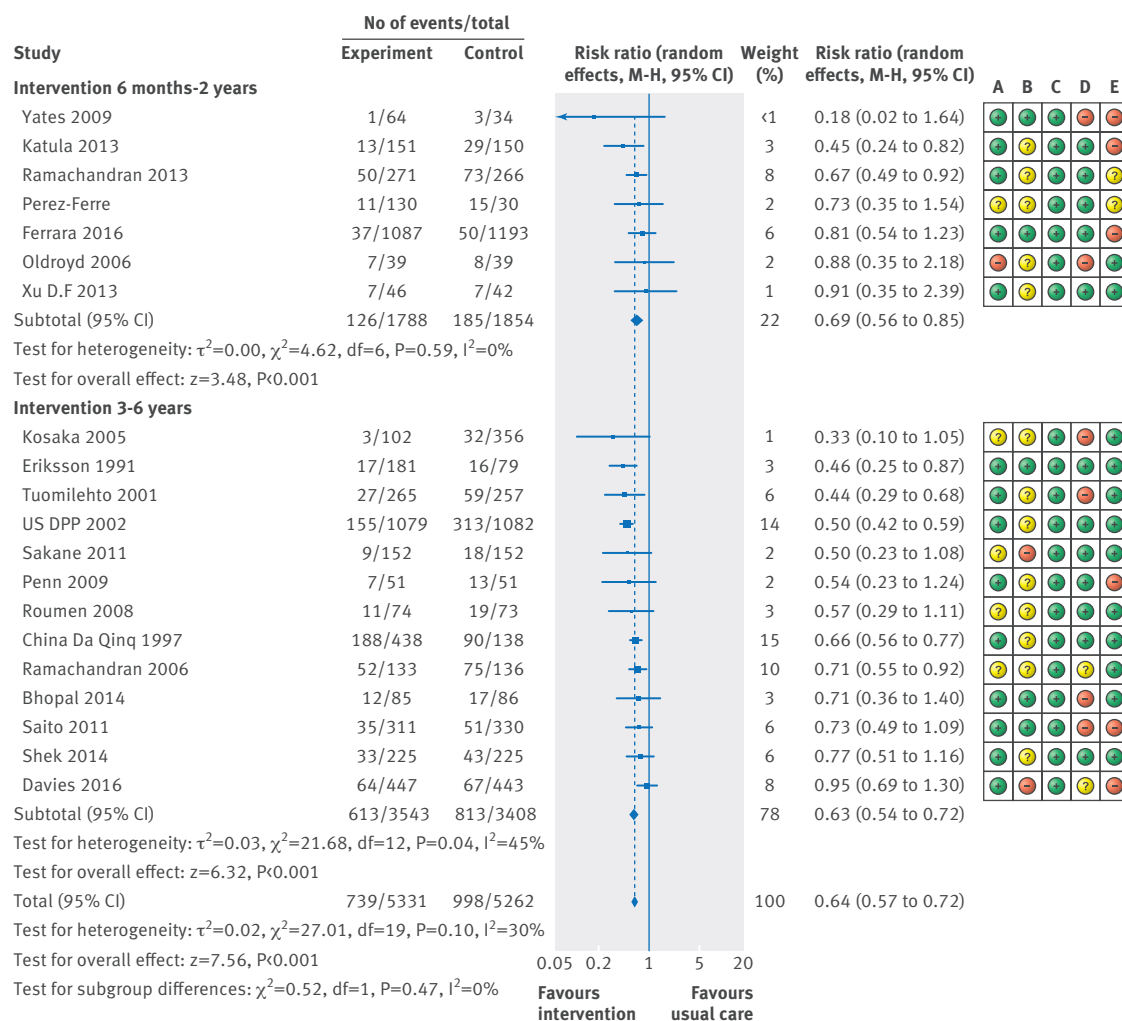 No of events/total
Study Experiment Control Risk ratio (random effects, M-H, 95% CI) Weight (%) Risk ratio (random effects, M-H, 95% CI) A B C D E
Intervention 6 months-2 years
Yates 2009 1/64 3/34 <1 0.18 (0.02 to 1.64) + + + - -
Katula 2013 13/151 29/150 3 0.45 (0.24 to 0.82) + ? + + -
Ramachandran 2013 50/271 73/266 8 0.67 (0.49 to 0.92) + ? + + ?
Perez-Ferre 11/130 15/30 2 0.73 (0.35 to 1.54) ? ? + + ?
Ferrara 2016 37/1087 50/1193 6 0.81 (0.54 to 1.23) + + + + -
Oldroyd 2006 7/39 8/39 2 0.88 (0.35 to 2.18) - ? + - +
Xu D.F 2013 7/46 7/42 1 0.91 (0.35 to 2.39) + ? + + +
Subtotal (95% CI) 126/1788 185/1854 22 0.69 (0.56 to 0.85)
Test for heterogeneity: τ²=0.00, χ²=4.62, df=6, P=0.59, I²=0%
Test for overall effect: z=3.48, P<0.001
Intervention 3-6 years
Kosaka 2005 3/102 32/356 1 0.33 (0.10 to 1.05) ? ? + - +
Eriksson 1991 17/181 16/79 3 0.46 (0.25 to 0.87) + + + + +
Tuomilehto 2001 27/265 59/257 6 0.44 (0.29 to 0.68) + ? + - +
US DPP 2002 155/1079 313/1082 14 0.50 (0.42 to 0.59) + ? + + +
Sakane 2011 9/152 18/152 2 0.50 (0.23 to 1.08) ? - + + +
Penn 2009 7/51 13/51 2 0.54 (0.23 to 1.24) + ? + + -
Roumen 2008 11/74 19/73 3 0.57 (0.29 to 1.11) ? ? + + +
China Da Qinq 1997 188/438 90/138 15 0.66 (0.56 to 0.77) + ? + + +
Ramachandran 2006 52/133 75/136 10 0.71 (0.55 to 0.92) ? ? + ? +
Bhopal 2014 12/85 17/86 3 0.71 (0.36 to 1.40) + + + - +
Saito 2011 35/311 51/330 6 0.73 (0.49 to 1.09) + + + - -
Shek 2014 33/225 43/225 6 0.77 (0.51 to 1.16) + ? + + +
Davies 2016 64/447 67/443 8 0.95 (0.69 to 1.30) + - + ? -
Subtotal (95% CI) 613/3543 813/3408 78 0.63 (0.54 to 0.72)
Test for heterogeneity: τ²=0.03, χ²=21.68, df=12, P=0.04, I²=45%
Test for overall effect: z=6.32, P<0.001
Total (95% CI) 739/5331 998/5262 100 0.64 (0.57 to 0.72)
Test for heterogeneity: τ²=0.02, χ²=27.01, df=19, P=0.10, I²=30%
Test for overall effect: z=7.56, P<0.001
Test for subgroup differences: χ²=0.52, df=1, P=0.47, I²=0%
0.05 0.2 1 5 20
Favours intervention Favours usual care